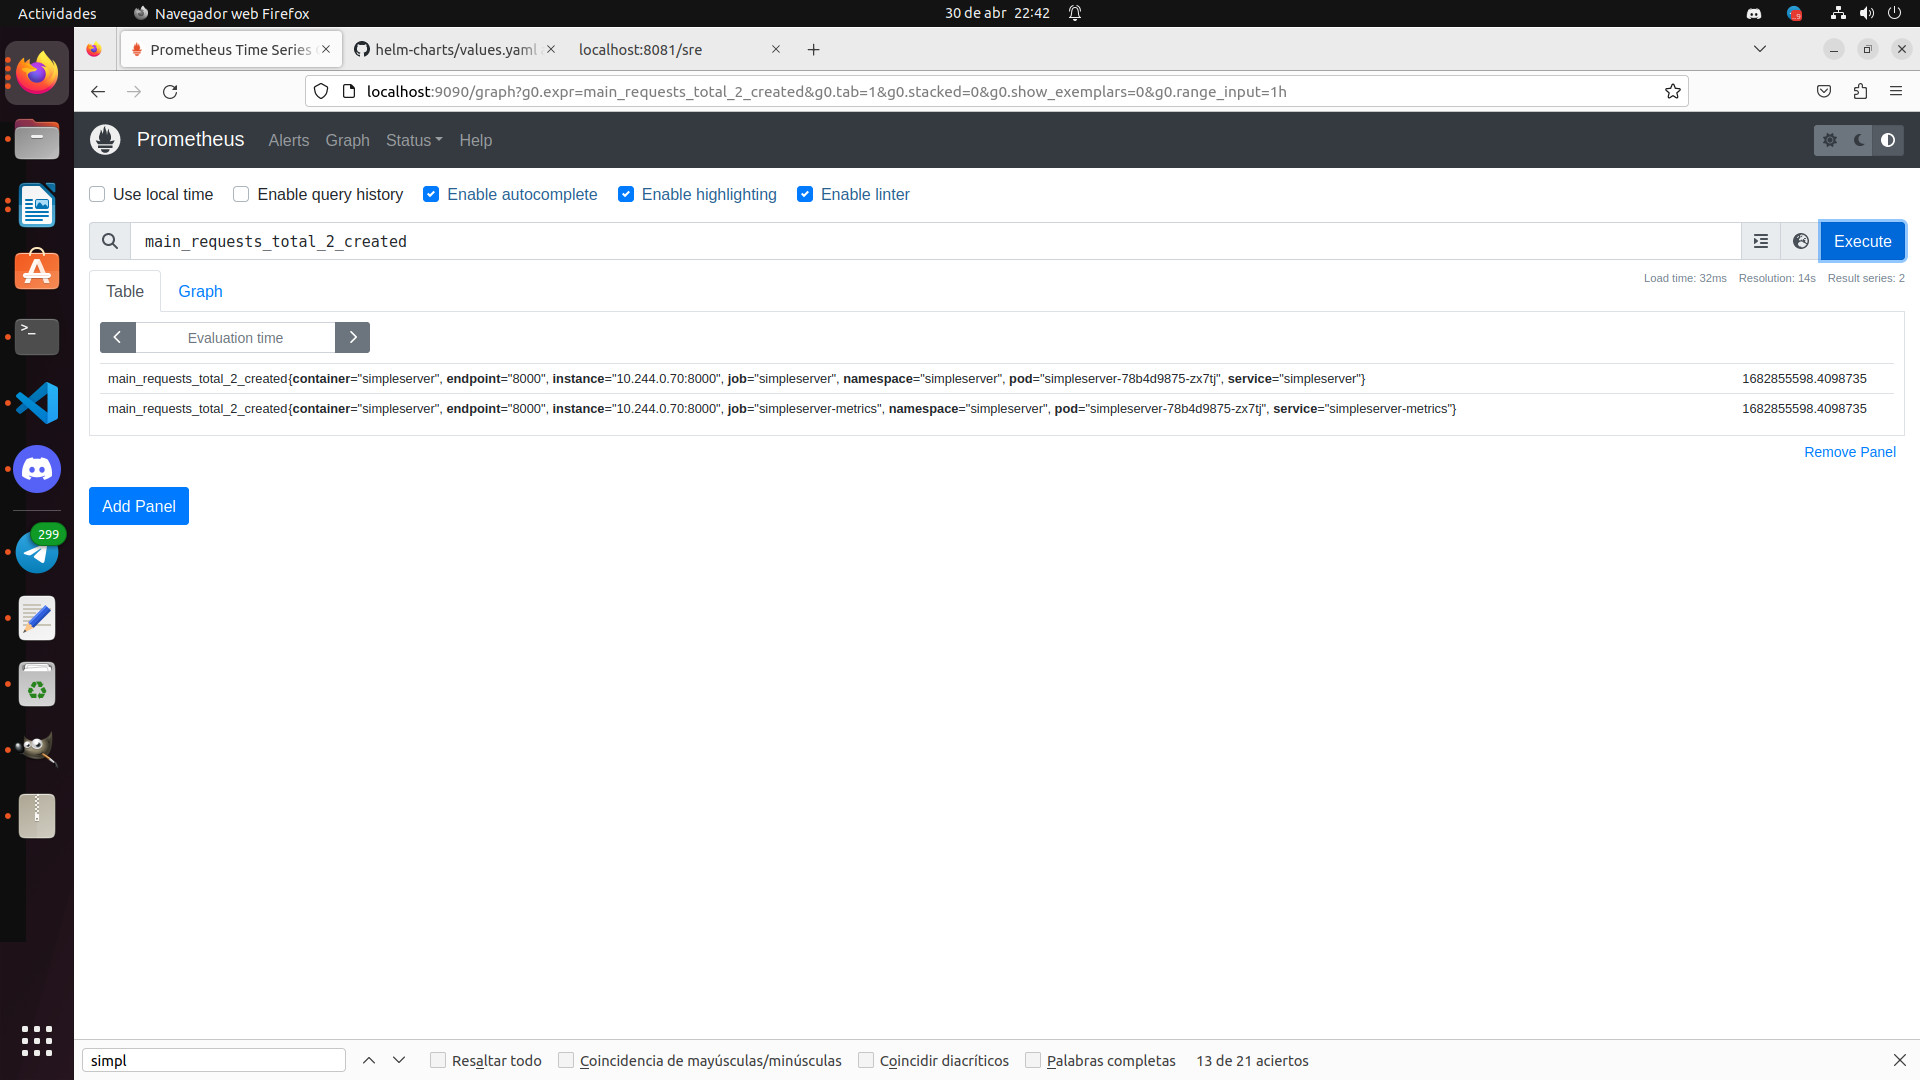 Actividades Navegador web Firefox 30 de abr 22:42
Prometheus Time Series helm-charts/values.yaml localhost:8081/sre
localhost:9090/graph?g0.expr=main_requests_total_2_created&g0.tab=1&g0.stacked=0&g0.show_exemplars=0&g0.range_input=1h
Prometheus Alerts Graph Status Help
Use local time Enable query history Enable autocomplete Enable highlighting Enable linter
main_requests_total_2_created Execute
Table Graph Load time: 32ms Resolution: 14s Result series: 2
Evaluation time
main_requests_total_2_created{container="simpleserver", endpoint="8000", instance="10.244.0.70:8000", job="simpleserver", namespace="simpleserver", pod="simpleserver-78b4d9875-zx7tj", service="simpleserver"} 1682855598.4098735
main_requests_total_2_created{container="simpleserver", endpoint="8000", instance="10.244.0.70:8000", job="simpleserver-metrics", namespace="simpleserver", pod="simpleserver-78b4d9875-zx7tj", service="simpleserver-metrics"} 1682855598.4098735
Remove Panel
Add Panel
299
simpl Resaltar todo Coincidencia de mayúsculas/minúsculas Coincidir diacríticos Palabras completas 13 de 21 aciertos